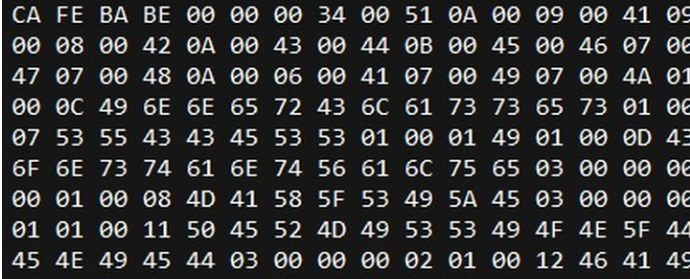 CA FE BA BE 00 00 00 34 00 51 0A 00 09 00 41 09
00 08 00 42 0A 00 43 00 44 0B 00 45 00 46 07 00
47 07 00 48 0A 00 06 00 41 07 00 49 07 00 4A 01
00 0C 49 6E 6E 65 72 43 6C 61 73 73 65 73 01 00
07 53 55 43 43 45 53 53 01 00 01 49 01 00 0D 43
6F 6E 73 74 61 6E 74 56 61 6C 75 65 03 00 00 00
00 01 00 08 4D 41 58 5F 53 49 5A 45 03 00 00 00
01 01 00 11 50 45 52 4D 49 53 53 49 4F 4E 5F 44
45 4E 49 45 44 03 00 00 00 02 01 00 12 46 41 49